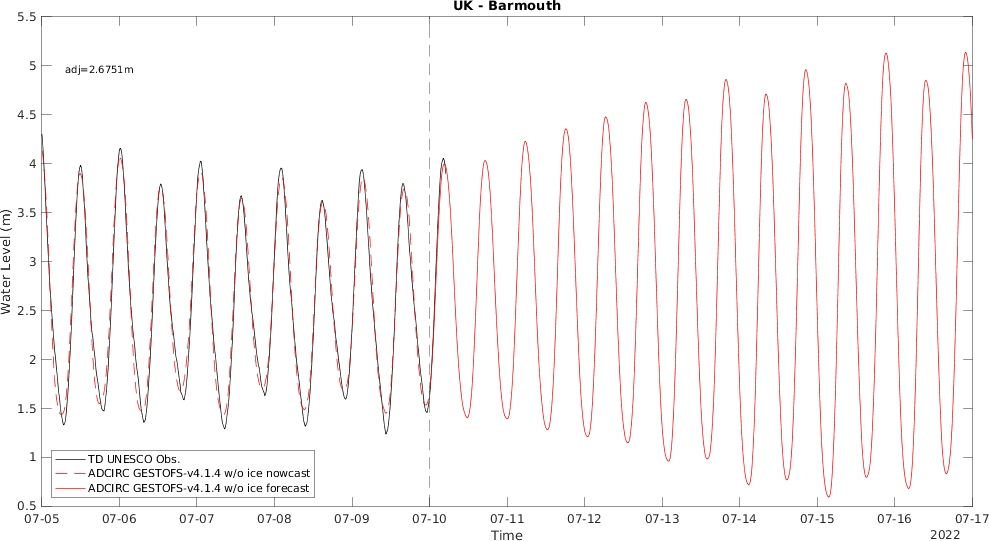 UK - Barmouth
5.5
5
4.5
4
3.5
3
2.5
2
1.5
1
0.5
Water Level (m)
adj=2.6751m
TD UNESCO Obs.
ADCIRC GESTOFS-v4.1.4 w/o ice nowcast
ADCIRC GESTOFS-v4.1.4 w/o ice forecast
07-05 07-06 07-07 07-08 07-09 07-10 07-11 07-12 07-13 07-14 07-15 07-16 07-17
Time
2022